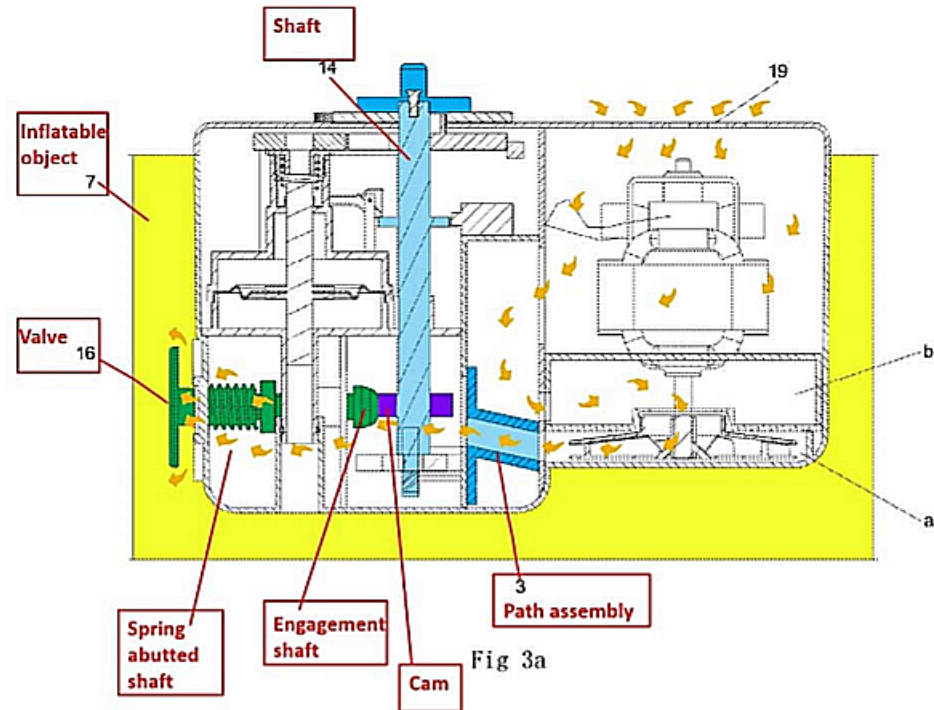 Shaft
14
19
Inflatable
object
7
Valve
16
b
a
3
Path assembly
Spring
abutted
shaft
Engagement
shaft
Cam
Fig 3a